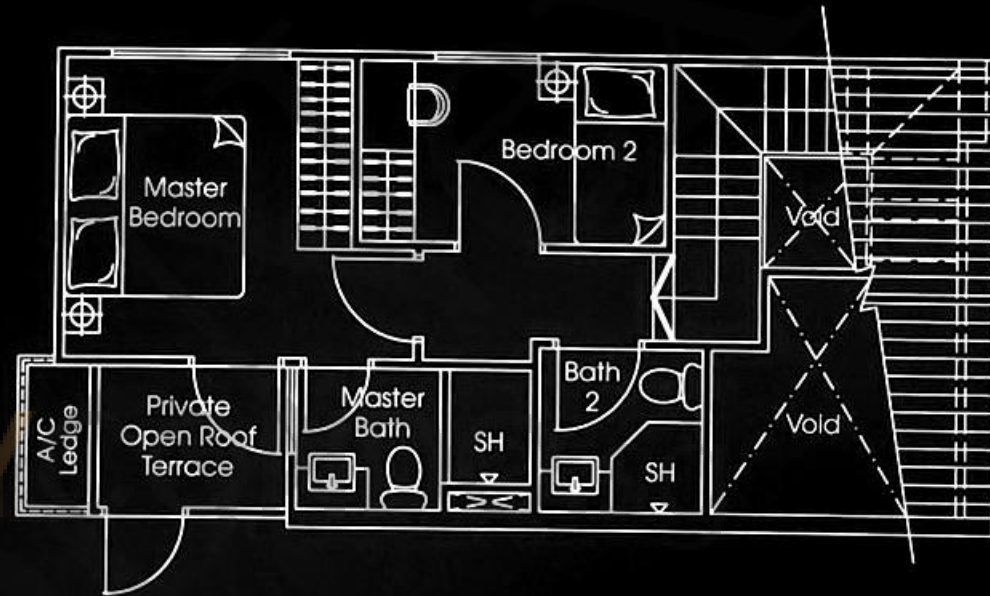 Master
Bedroom
Bedroom 2
Void
A/C
Ledge
Private
Open Roof
Terrace
Master
Bath
SH
Bath
2
SH
Void